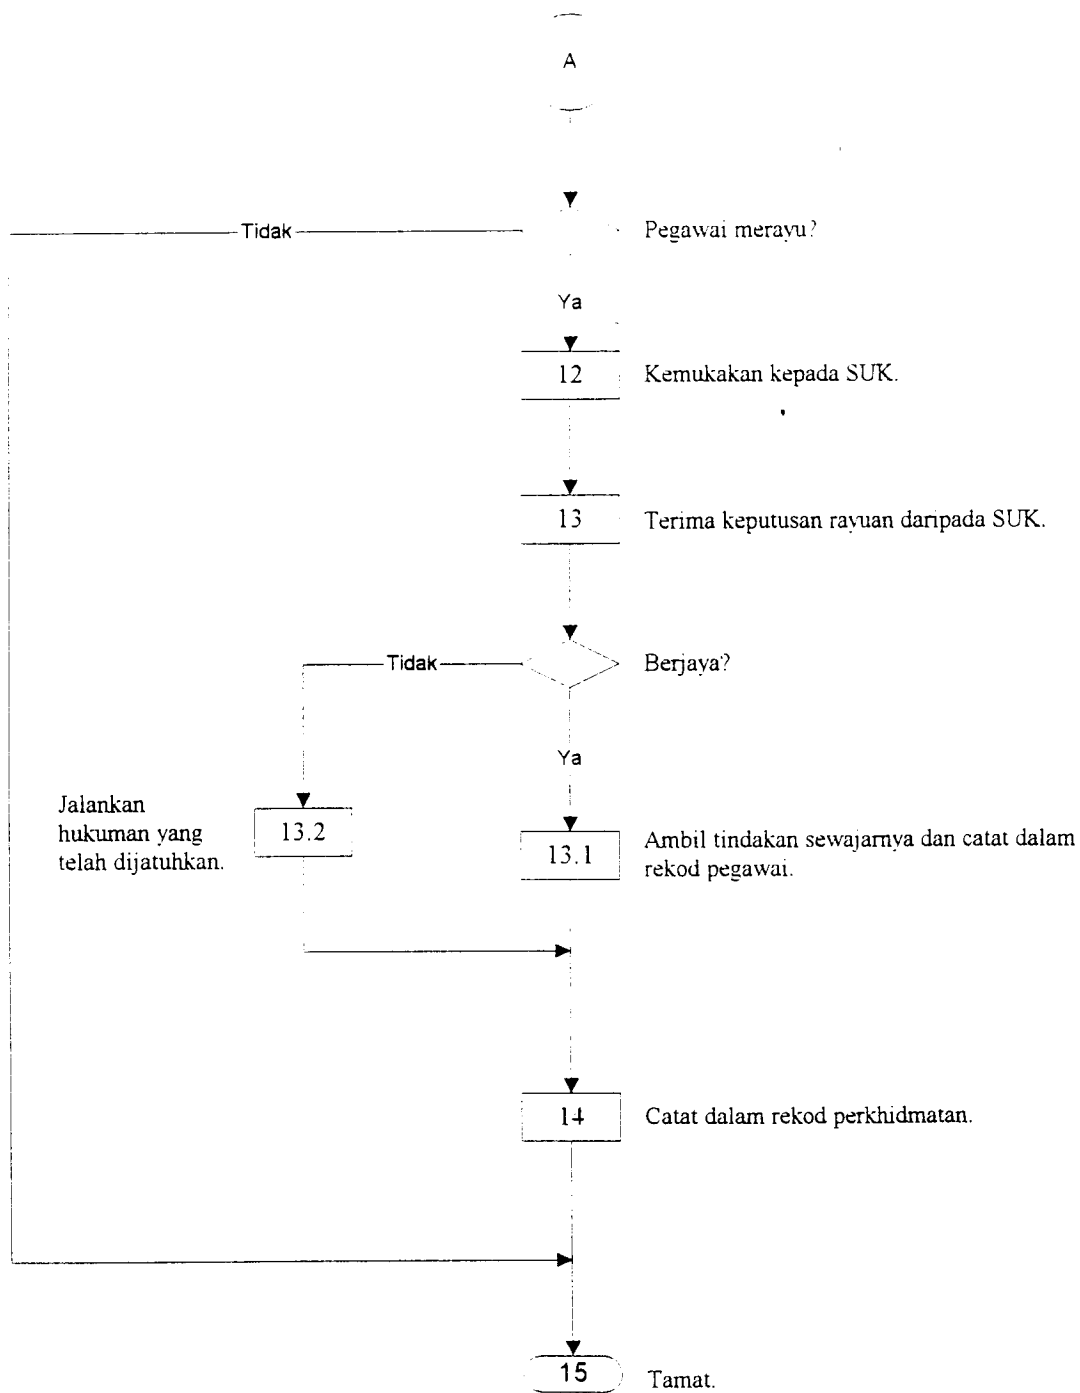 A
Tidak
Pegawai merayu?
Ya
12
Kemukakan kepada SUK.
13
Terima keputusan rayuan daripada SUK.
Tidak
Berjaya?
Ya
Jalankan
hukuman yang
telah dijatuhkan.
13.2
13.1
Ambil tindakan sewajarnya dan catat dalam
rekod pegawai.
14
Catat dalam rekod perkhidmatan.
15
Tamat.